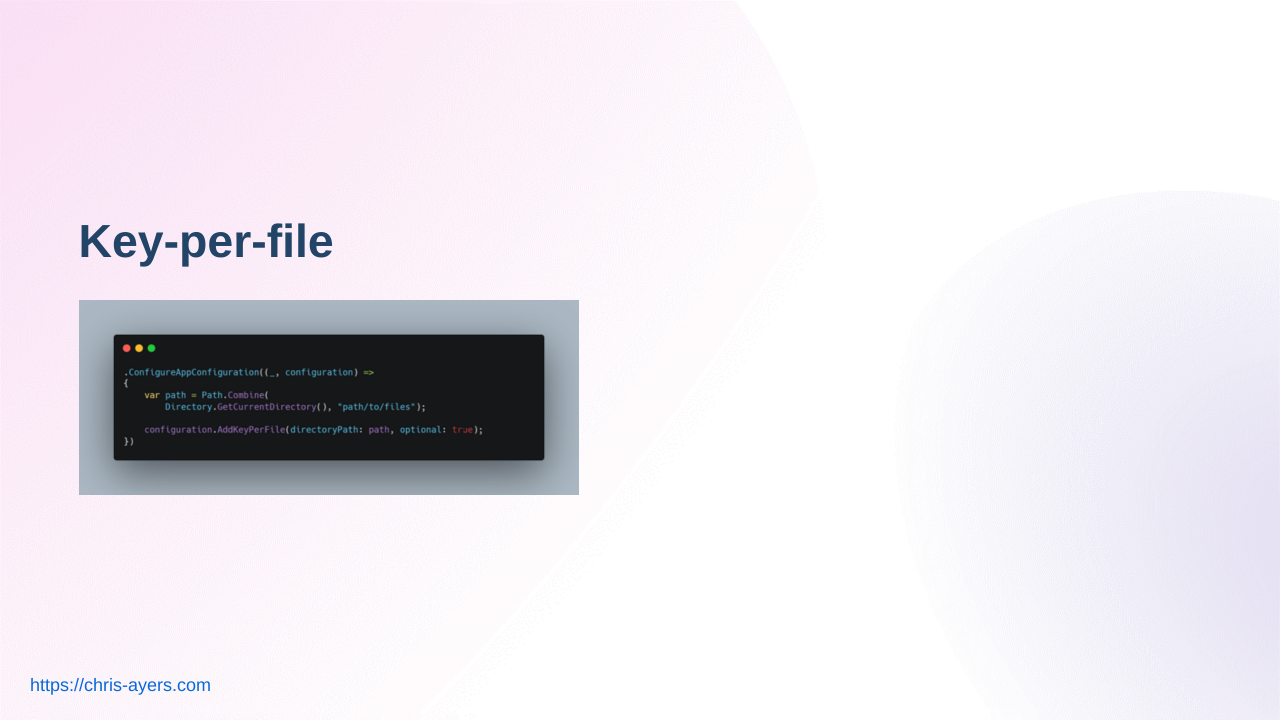 Key-per-file
.ConfigureAppConfiguration((_, configuration) =>
{
    var path = Path.Combine(
        Directory.GetCurrentDirectory(), "path/to/files");
    configuration.AddKeyPerFile(directoryPath: path, optional: true);
})
https://chris-ayers.com